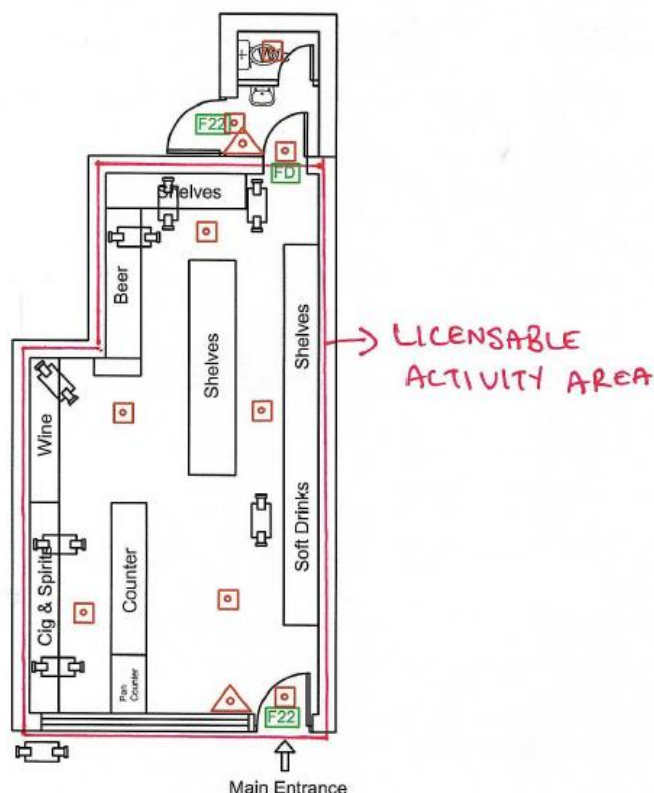 WC
F22
FD
Shelves
Beer
Shelves
Shelves
LICENSABLE
ACTIVITY AREA
Wine
Soft Drinks
Cig & Spirits
Counter
Pan
Counter
F22
Main Entrance